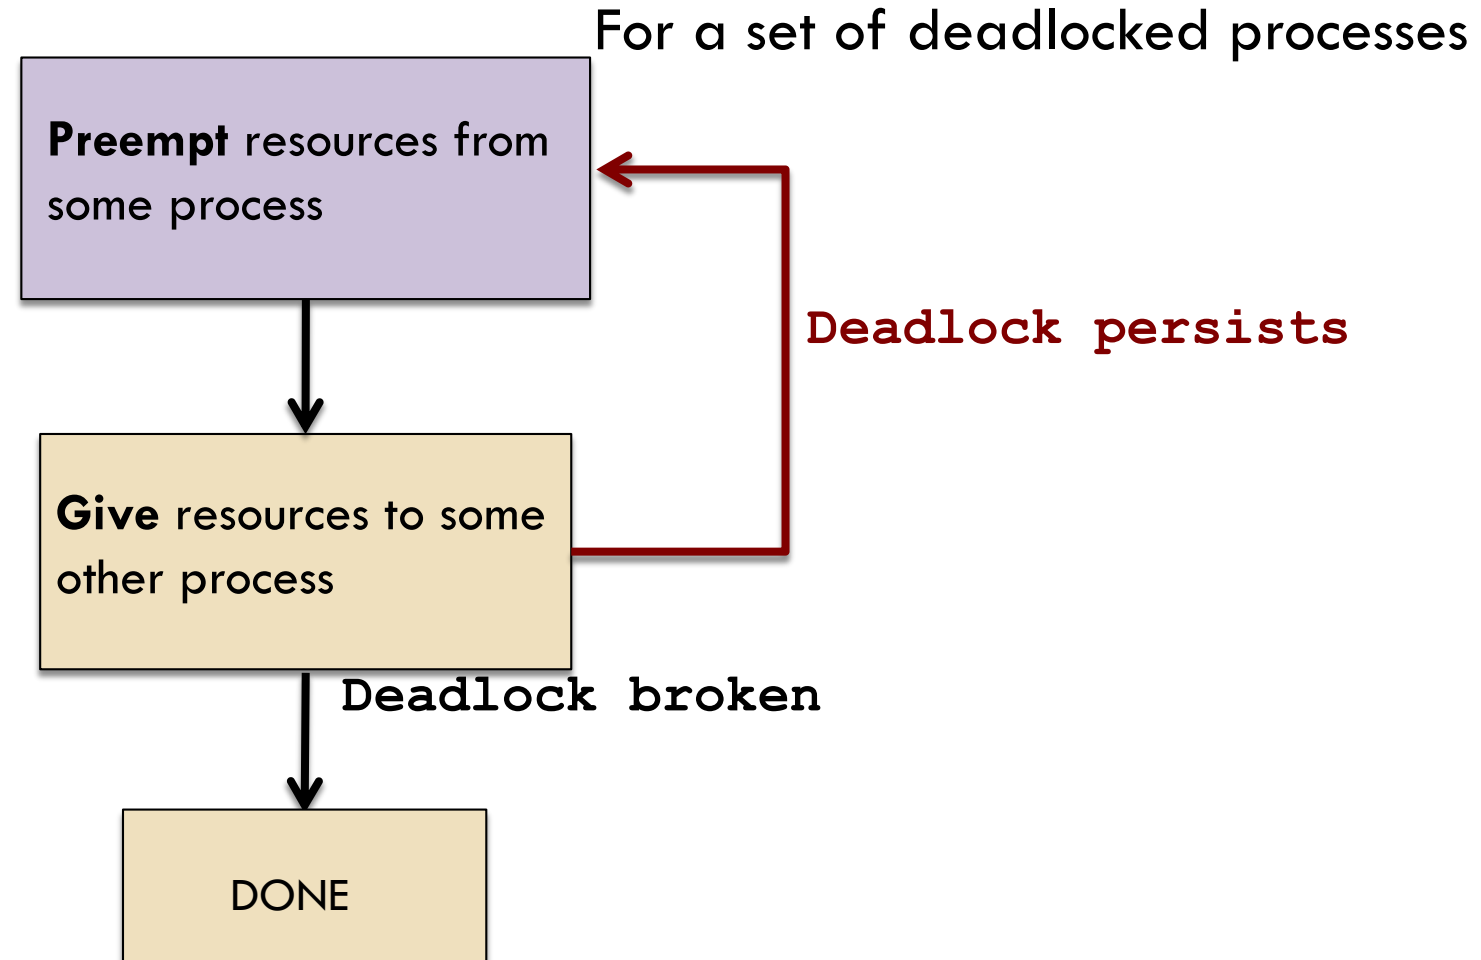 For a set of deadlocked processes
Preempt resources from
some process
Deadlock persists
Give resources to some
other process
Deadlock broken
DONE